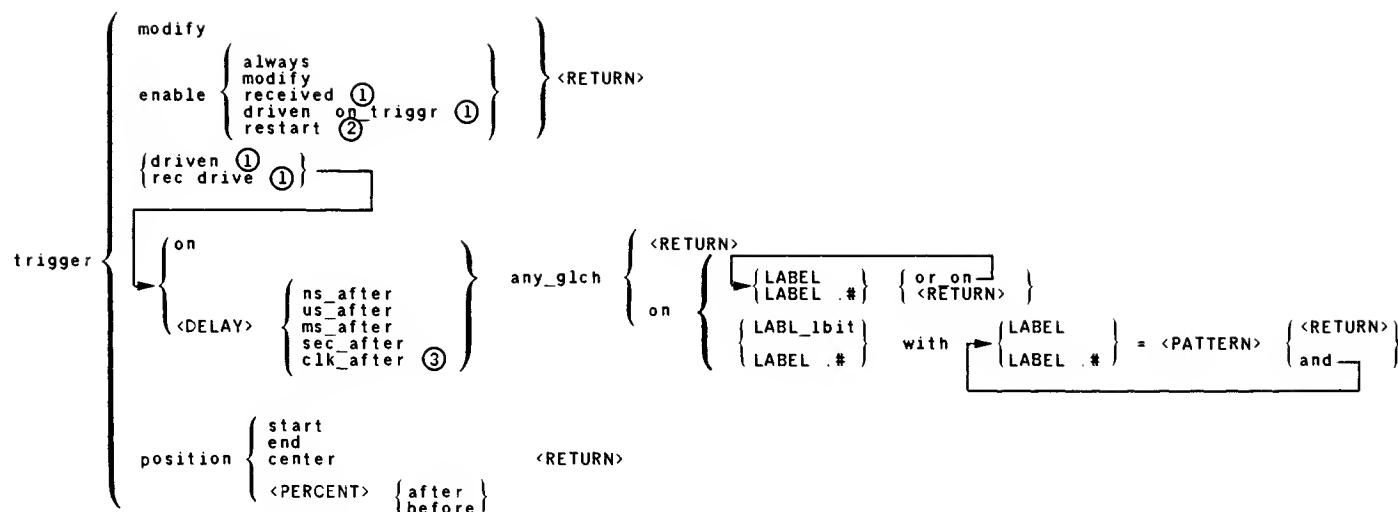 modify
enable
always
modify
received ①
driven on_triggr ①
restart ②
<RETURN>
driven ①
rec drive ①
trigger
on
<DELAY>
ns_after
us_after
ms_after
sec_after
clk_after ③
any_glch
<RETURN>
on
LABEL
LABEL .#
or_on
<RETURN>
LABL_1bit
LABEL .#
with
LABEL
LABEL .#
= <PATTERN>
<RETURN>
and
position
start
end
center
<PERCENT>
after
before
<RETURN>